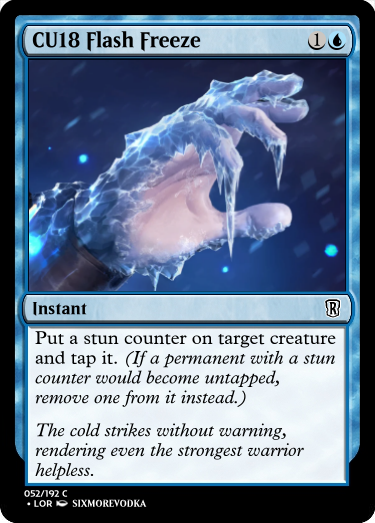 CU18 Flash Freeze 1
Instant R
Put a stun counter on target creature
and tap it. (If a permanent with a stun
counter would become untapped,
remove one from it instead.)
The cold strikes without warning,
rendering even the strongest warrior
helpless.
052/192 C
• LOR SIXMOREVODKA